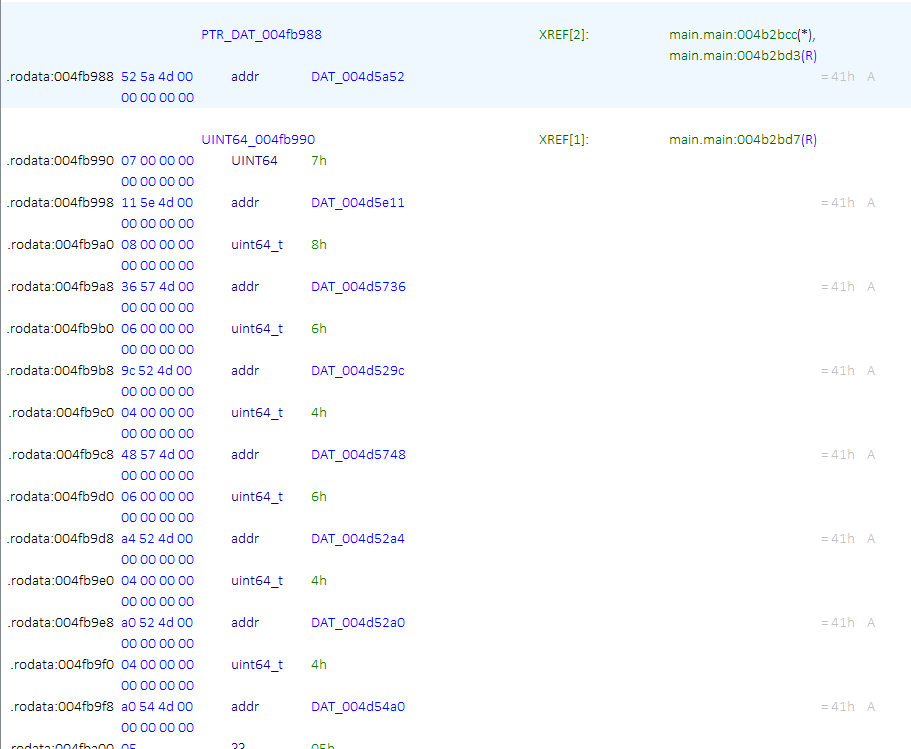 PTR_DAT_004fb988 XREF[2]: main.main:004b2bcc(*),
main.main:004b2bd3(R)
.rodata:004fb988 52 5a 4d 00 addr DAT_004d5a52 = 41h A
00 00 00 00
UINT64_004fb990 XREF[1]: main.main:004b2bd7(R)
.rodata:004fb990 07 00 00 00 UINT64 7h
00 00 00 00
.rodata:004fb998 11 5e 4d 00 addr DAT_004d5e11 = 41h A
00 00 00 00
.rodata:004fb9a0 08 00 00 00 uint64_t 8h
00 00 00 00
.rodata:004fb9a8 36 57 4d 00 addr DAT_004d5736 = 41h A
00 00 00 00
.rodata:004fb9b0 06 00 00 00 uint64_t 6h
00 00 00 00
.rodata:004fb9b8 9c 52 4d 00 addr DAT_004d529c = 41h A
00 00 00 00
.rodata:004fb9c0 04 00 00 00 uint64_t 4h
00 00 00 00
.rodata:004fb9c8 48 57 4d 00 addr DAT_004d5748 = 41h A
00 00 00 00
.rodata:004fb9d0 06 00 00 00 uint64_t 6h
00 00 00 00
.rodata:004fb9d8 a4 52 4d 00 addr DAT_004d52a4 = 41h A
00 00 00 00
.rodata:004fb9e0 04 00 00 00 uint64_t 4h
00 00 00 00
.rodata:004fb9e8 a0 52 4d 00 addr DAT_004d52a0 = 41h A
00 00 00 00
.rodata:004fb9f0 04 00 00 00 uint64_t 4h
00 00 00 00
.rodata:004fb9f8 a0 54 4d 00 addr DAT_004d54a0 = 41h A
00 00 00 00
.rodata:004fba00 05 ?? 05h